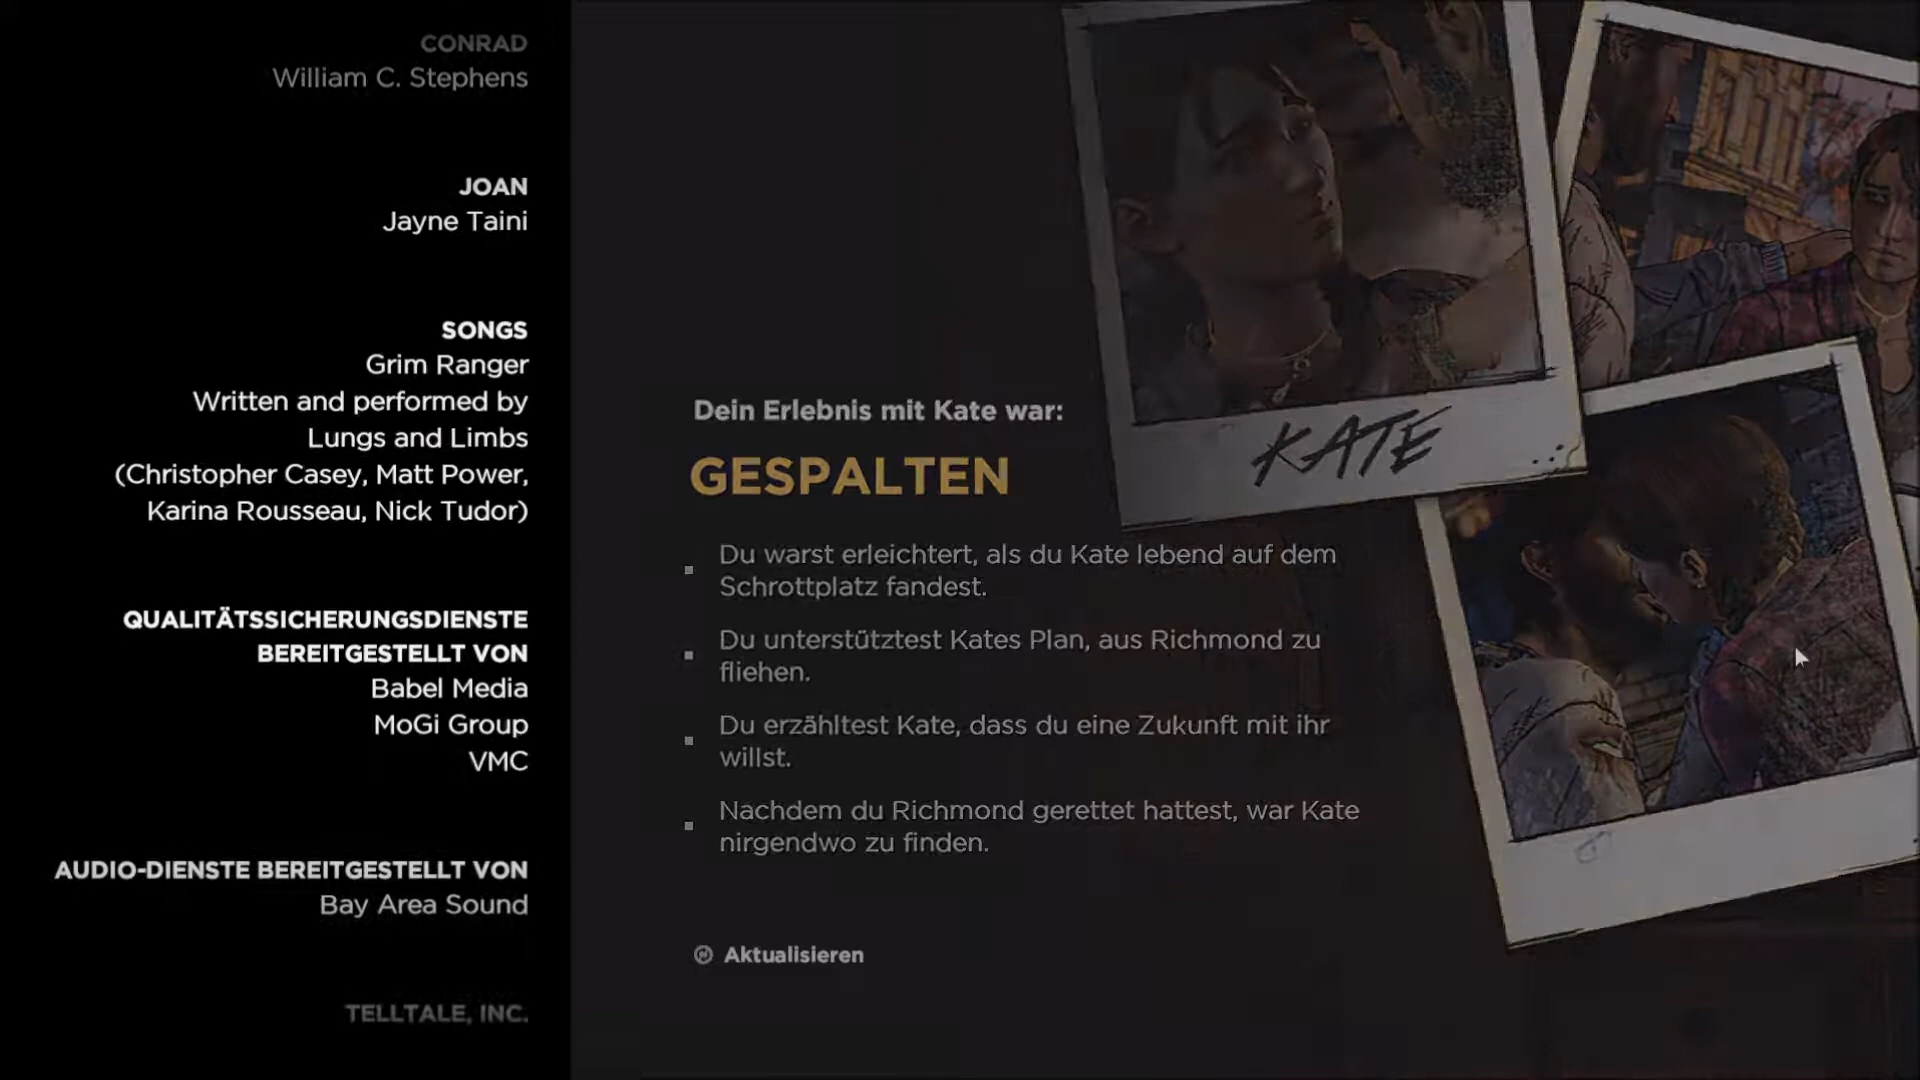 CONRAD
William C. Stephens
JOAN
Jayne Taini
SONGS
Grim Ranger
Written and performed by
Lungs and Limbs
(Christopher Casey, Matt Power,
Karina Rousseau, Nick Tudor)
QUALITÄTSSICHERUNGSDIENSTE
BEREITGESTELLT VON
Babel Media
MoGi Group
VMC
AUDIO-DIENSTE BEREITGESTELLT VON
Bay Area Sound
TELLTALE, INC.
Dein Erlebnis mit Kate war:
GESPALTEN
Du warst erleichtert, als du Kate lebend auf dem
Schrottplatz fandest.
Du unterstütztest Kates Plan, aus Richmond zu
fliehen.
Du erzähltest Kate, dass du eine Zukunft mit ihr
willst.
Nachdem du Richmond gerettet hattest, war Kate
nirgendwo zu finden.
Aktualisieren
KATE